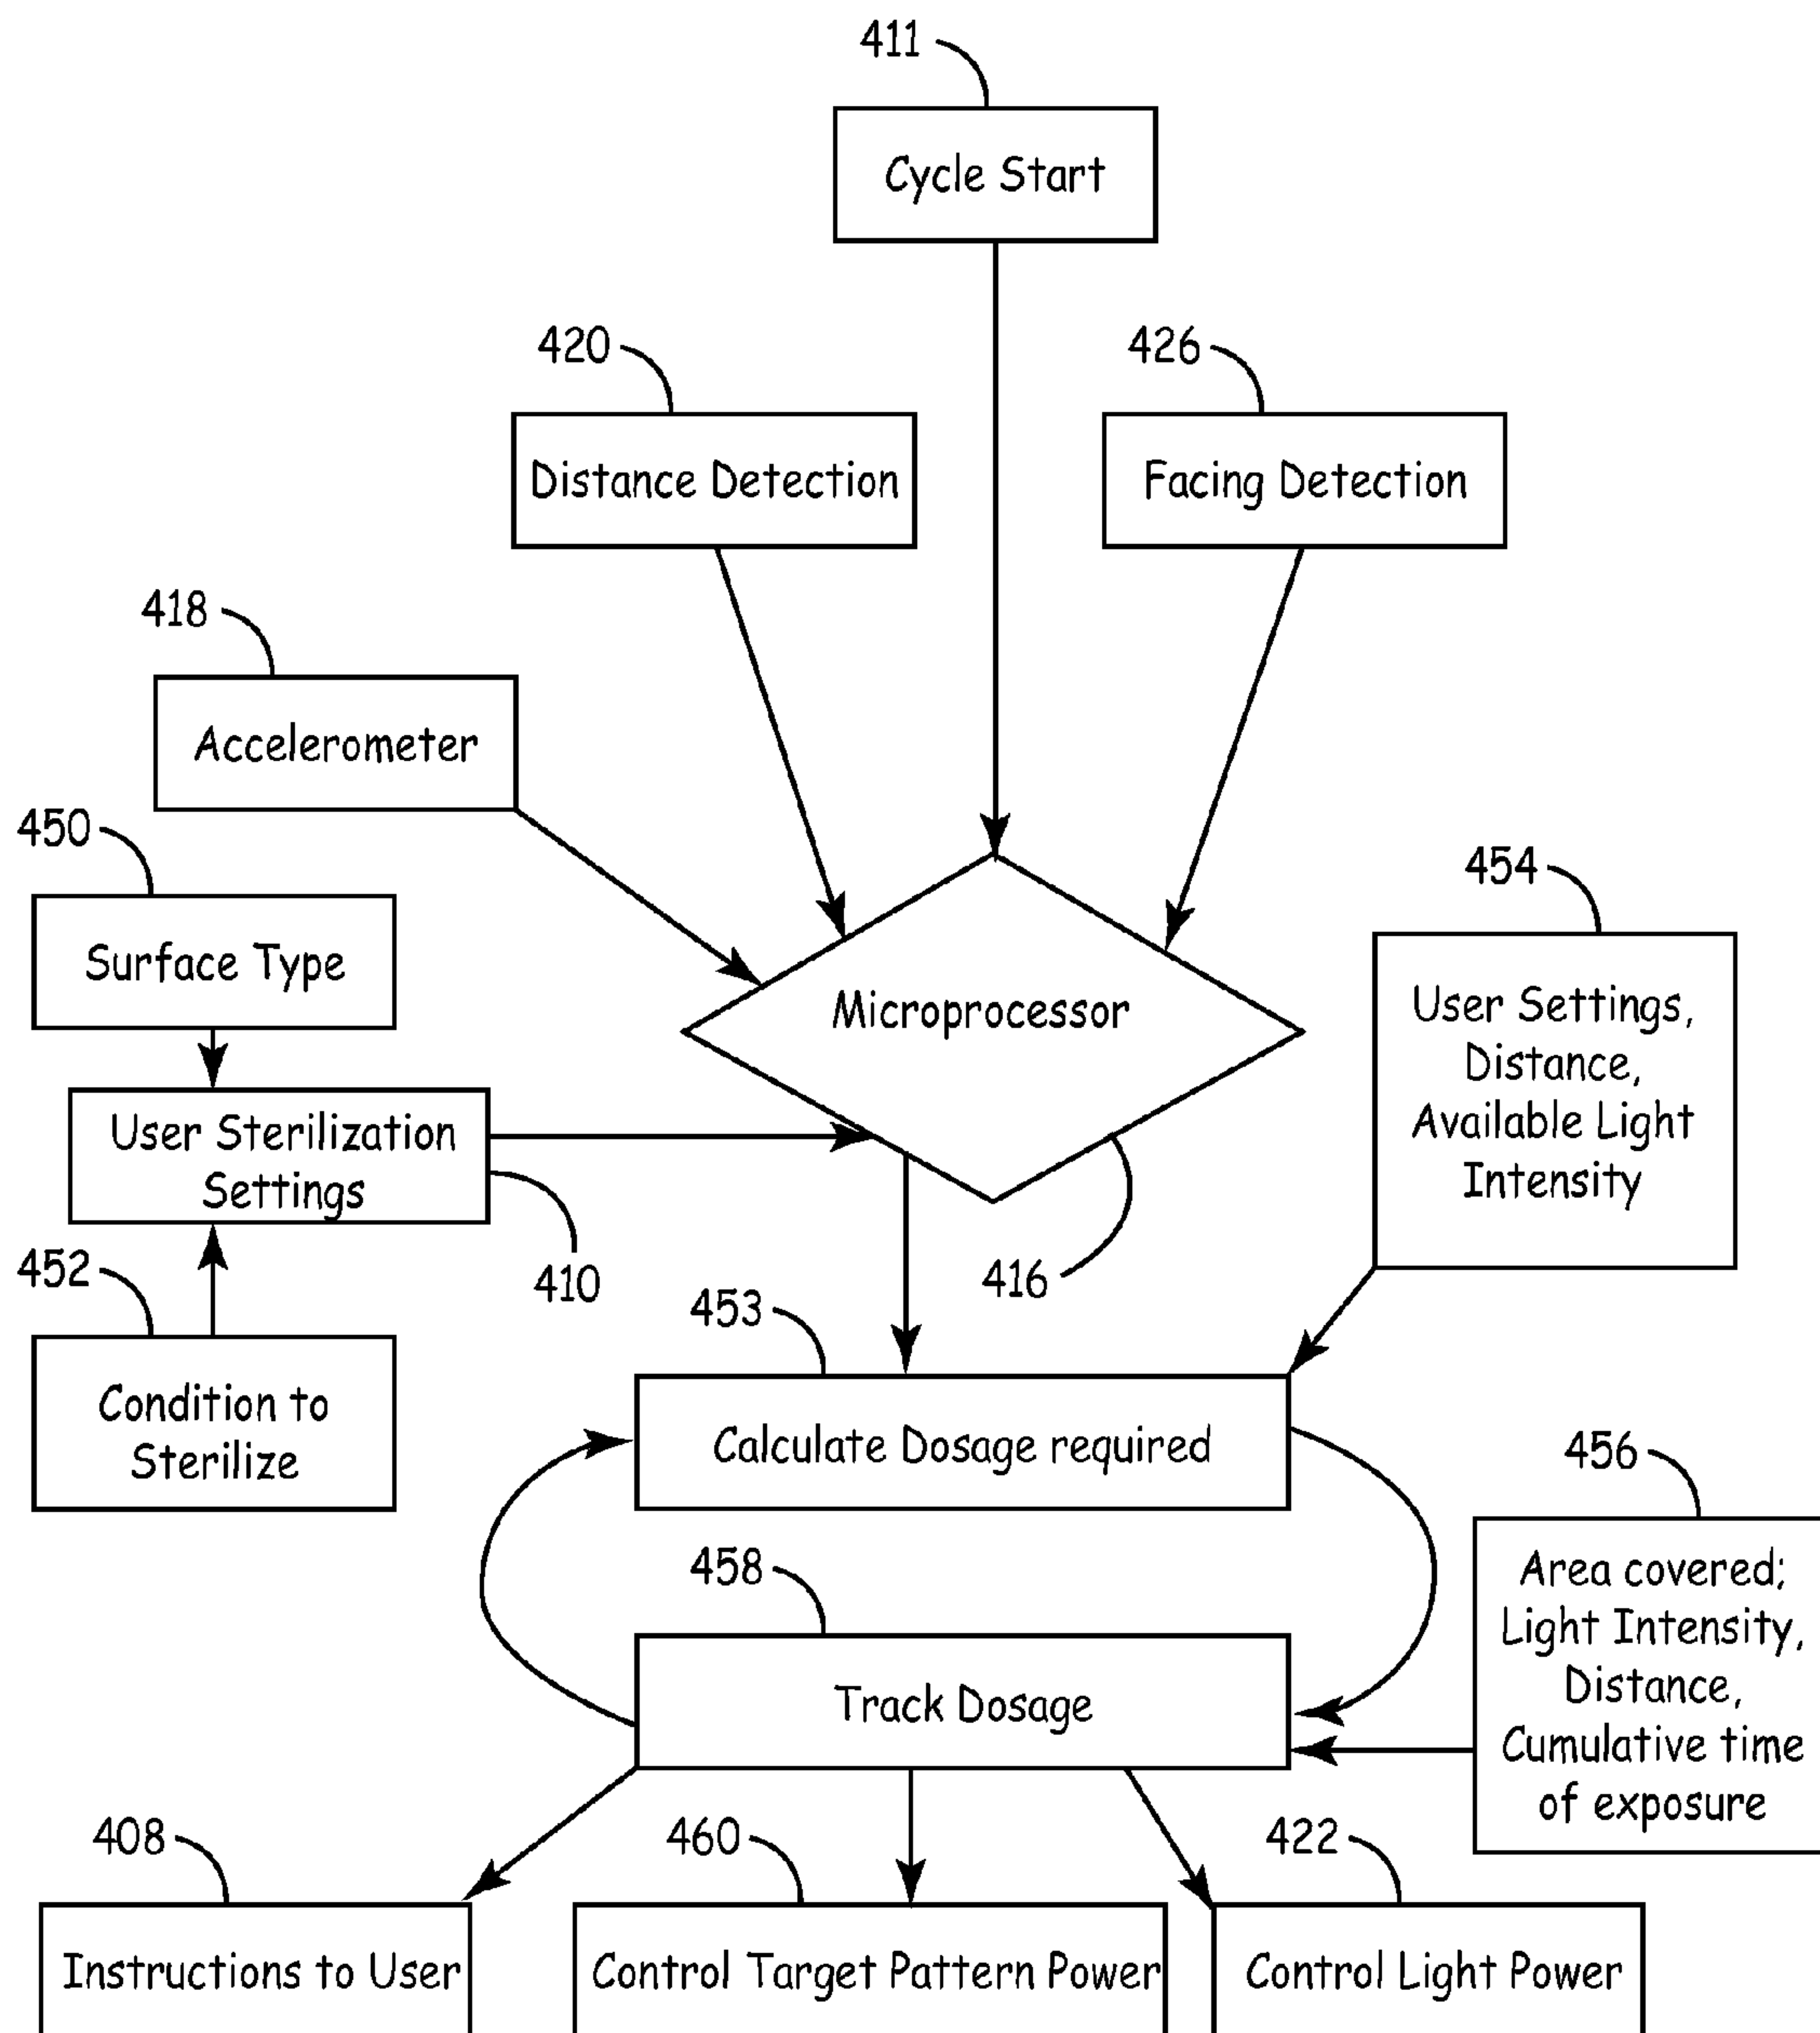 411
Cycle Start
420
426
Distance Detection
Facing Detection
418
Accelerometer
450
454
Surface Type
Microprocessor
User Settings,
Distance,
Available Light
Intensity
User Sterilization
Settings
452
410
416
453
Condition to
Sterilize
Calculate Dosage required
456
458
Area covered;
Light Intensity,
Distance,
Cumulative time
of exposure
Track Dosage
408
460
422
Instructions to User
Control Target Pattern Power
Control Light Power